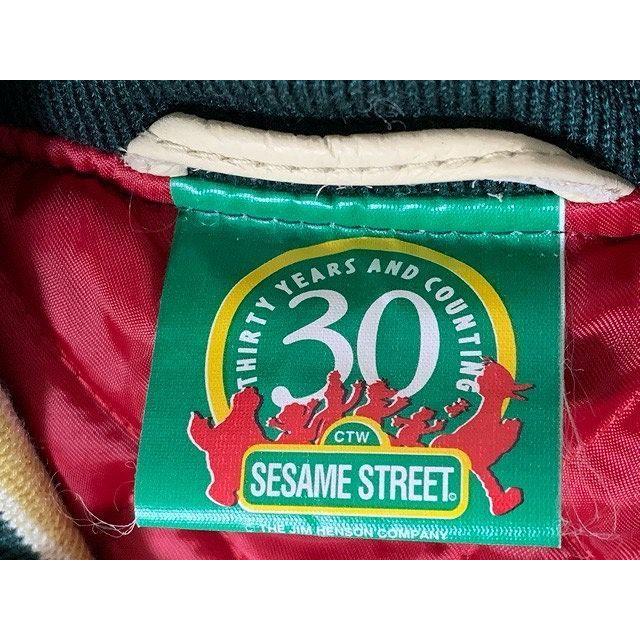 THIRTY YEARS AND COUNTING
30
CTW
SESAME STREET©
© THE JIM HENSON COMPANY